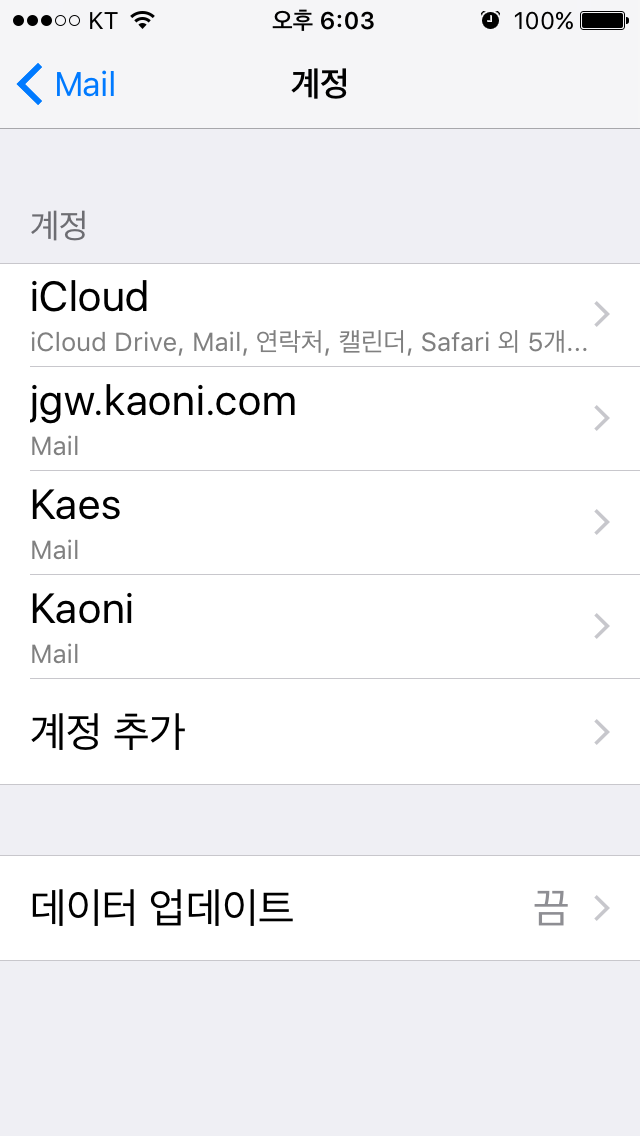 KT 오후 6:03 100%
Mail 계정
계정
iCloud
iCloud Drive, Mail, 연락처, 캘린더, Safari 외 5개...
jgw.kaoni.com
Mail
Kaes
Mail
Kaoni
Mail
계정 추가
데이터 업데이트 끔